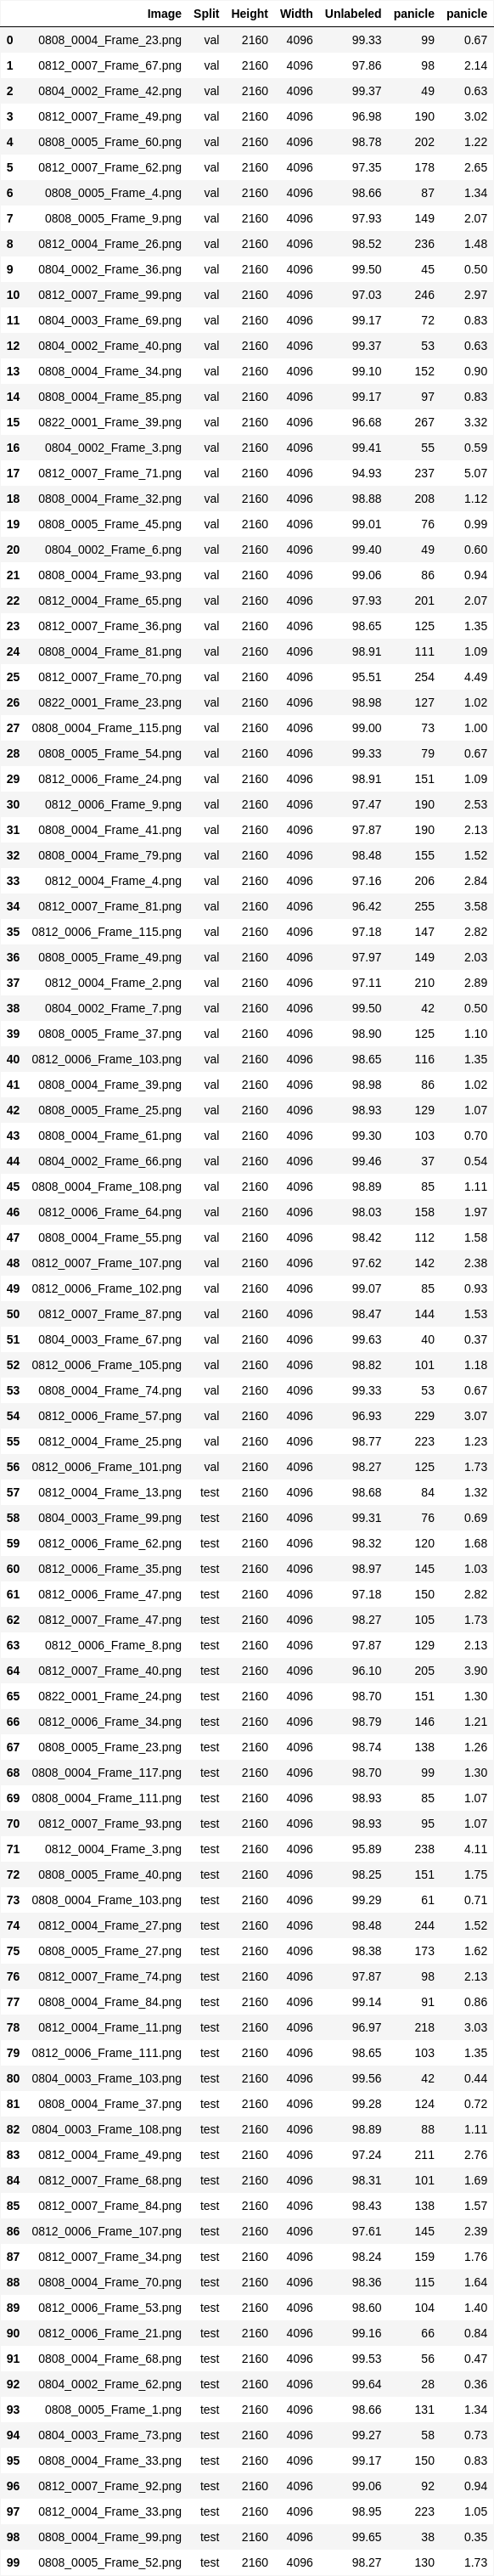 Image Split Height Width Unlabeled panicle panicle
0 0808_0004_Frame_23.png val 2160 4096 99.33 99 0.67
1 0812_0007_Frame_67.png val 2160 4096 97.86 98 2.14
2 0804_0002_Frame_42.png val 2160 4096 99.37 49 0.63
3 0812_0007_Frame_49.png val 2160 4096 96.98 190 3.02
4 0808_0005_Frame_60.png val 2160 4096 98.78 202 1.22
5 0812_0007_Frame_62.png val 2160 4096 97.35 178 2.65
6 0808_0005_Frame_4.png val 2160 4096 98.66 87 1.34
7 0808_0005_Frame_9.png val 2160 4096 97.93 149 2.07
8 0812_0004_Frame_26.png val 2160 4096 98.52 236 1.48
9 0804_0002_Frame_36.png val 2160 4096 99.50 45 0.50
10 0812_0007_Frame_99.png val 2160 4096 97.03 246 2.97
11 0804_0003_Frame_69.png val 2160 4096 99.17 72 0.83
12 0804_0002_Frame_40.png val 2160 4096 99.37 53 0.63
13 0808_0004_Frame_34.png val 2160 4096 99.10 152 0.90
14 0808_0004_Frame_85.png val 2160 4096 99.17 97 0.83
15 0822_0001_Frame_39.png val 2160 4096 96.68 267 3.32
16 0804_0002_Frame_3.png val 2160 4096 99.41 55 0.59
17 0812_0007_Frame_71.png val 2160 4096 94.93 237 5.07
18 0808_0004_Frame_32.png val 2160 4096 98.88 208 1.12
19 0808_0005_Frame_45.png val 2160 4096 99.01 76 0.99
20 0804_0002_Frame_6.png val 2160 4096 99.40 49 0.60
21 0808_0004_Frame_93.png val 2160 4096 99.06 86 0.94
22 0812_0004_Frame_65.png val 2160 4096 97.93 201 2.07
23 0812_0007_Frame_36.png val 2160 4096 98.65 125 1.35
24 0808_0004_Frame_81.png val 2160 4096 98.91 111 1.09
25 0812_0007_Frame_70.png val 2160 4096 95.51 254 4.49
26 0822_0001_Frame_23.png val 2160 4096 98.98 127 1.02
27 0808_0004_Frame_115.png val 2160 4096 99.00 73 1.00
28 0808_0005_Frame_54.png val 2160 4096 99.33 79 0.67
29 0812_0006_Frame_24.png val 2160 4096 98.91 151 1.09
30 0812_0006_Frame_9.png val 2160 4096 97.47 190 2.53
31 0808_0004_Frame_41.png val 2160 4096 97.87 190 2.13
32 0808_0004_Frame_79.png val 2160 4096 98.48 155 1.52
33 0812_0004_Frame_4.png val 2160 4096 97.16 206 2.84
34 0812_0007_Frame_81.png val 2160 4096 96.42 255 3.58
35 0812_0006_Frame_115.png val 2160 4096 97.18 147 2.82
36 0808_0005_Frame_49.png val 2160 4096 97.97 149 2.03
37 0812_0004_Frame_2.png val 2160 4096 97.11 210 2.89
38 0804_0002_Frame_7.png val 2160 4096 99.50 42 0.50
39 0808_0005_Frame_37.png val 2160 4096 98.90 125 1.10
40 0812_0006_Frame_103.png val 2160 4096 98.65 116 1.35
41 0808_0004_Frame_39.png val 2160 4096 98.98 86 1.02
42 0808_0005_Frame_25.png val 2160 4096 98.93 129 1.07
43 0808_0004_Frame_61.png val 2160 4096 99.30 103 0.70
44 0804_0002_Frame_66.png val 2160 4096 99.46 37 0.54
45 0808_0004_Frame_108.png val 2160 4096 98.89 85 1.11
46 0812_0006_Frame_64.png val 2160 4096 98.03 158 1.97
47 0808_0004_Frame_55.png val 2160 4096 98.42 112 1.58
48 0812_0007_Frame_107.png val 2160 4096 97.62 142 2.38
49 0812_0006_Frame_102.png val 2160 4096 99.07 85 0.93
50 0812_0007_Frame_87.png val 2160 4096 98.47 144 1.53
51 0804_0003_Frame_67.png val 2160 4096 99.63 40 0.37
52 0812_0006_Frame_105.png val 2160 4096 98.82 101 1.18
53 0808_0004_Frame_74.png val 2160 4096 99.33 53 0.67
54 0812_0006_Frame_57.png val 2160 4096 96.93 229 3.07
55 0812_0004_Frame_25.png val 2160 4096 98.77 223 1.23
56 0812_0006_Frame_101.png val 2160 4096 98.27 125 1.73
57 0812_0004_Frame_13.png test 2160 4096 98.68 84 1.32
58 0804_0003_Frame_99.png test 2160 4096 99.31 76 0.69
59 0812_0006_Frame_62.png test 2160 4096 98.32 120 1.68
60 0812_0006_Frame_35.png test 2160 4096 98.97 145 1.03
61 0812_0006_Frame_47.png test 2160 4096 97.18 150 2.82
62 0812_0007_Frame_47.png test 2160 4096 98.27 105 1.73
63 0812_0006_Frame_8.png test 2160 4096 97.87 129 2.13
64 0812_0007_Frame_40.png test 2160 4096 96.10 205 3.90
65 0822_0001_Frame_24.png test 2160 4096 98.70 151 1.30
66 0812_0006_Frame_34.png test 2160 4096 98.79 146 1.21
67 0808_0005_Frame_23.png test 2160 4096 98.74 138 1.26
68 0808_0004_Frame_117.png test 2160 4096 98.70 99 1.30
69 0808_0004_Frame_111.png test 2160 4096 98.93 85 1.07
70 0812_0007_Frame_93.png test 2160 4096 98.93 95 1.07
71 0812_0004_Frame_3.png test 2160 4096 95.89 238 4.11
72 0808_0005_Frame_40.png test 2160 4096 98.25 151 1.75
73 0808_0004_Frame_103.png test 2160 4096 99.29 61 0.71
74 0812_0004_Frame_27.png test 2160 4096 98.48 244 1.52
75 0808_0005_Frame_27.png test 2160 4096 98.38 173 1.62
76 0812_0007_Frame_74.png test 2160 4096 97.87 98 2.13
77 0808_0004_Frame_84.png test 2160 4096 99.14 91 0.86
78 0812_0004_Frame_11.png test 2160 4096 96.97 218 3.03
79 0812_0006_Frame_111.png test 2160 4096 98.65 103 1.35
80 0804_0003_Frame_103.png test 2160 4096 99.56 42 0.44
81 0808_0004_Frame_37.png test 2160 4096 99.28 124 0.72
82 0804_0003_Frame_108.png test 2160 4096 98.89 88 1.11
83 0812_0004_Frame_49.png test 2160 4096 97.24 211 2.76
84 0812_0007_Frame_68.png test 2160 4096 98.31 101 1.69
85 0812_0007_Frame_84.png test 2160 4096 98.43 138 1.57
86 0812_0006_Frame_107.png test 2160 4096 97.61 145 2.39
87 0812_0007_Frame_34.png test 2160 4096 98.24 159 1.76
88 0808_0004_Frame_70.png test 2160 4096 98.36 115 1.64
89 0812_0006_Frame_53.png test 2160 4096 98.60 104 1.40
90 0812_0006_Frame_21.png test 2160 4096 99.16 66 0.84
91 0808_0004_Frame_68.png test 2160 4096 99.53 56 0.47
92 0804_0002_Frame_62.png test 2160 4096 99.64 28 0.36
93 0808_0005_Frame_1.png test 2160 4096 98.66 131 1.34
94 0804_0003_Frame_73.png test 2160 4096 99.27 58 0.73
95 0808_0004_Frame_33.png test 2160 4096 99.17 150 0.83
96 0812_0007_Frame_92.png test 2160 4096 99.06 92 0.94
97 0812_0004_Frame_33.png test 2160 4096 98.95 223 1.05
98 0808_0004_Frame_99.png test 2160 4096 99.65 38 0.35
99 0808_0005_Frame_52.png test 2160 4096 98.27 130 1.73